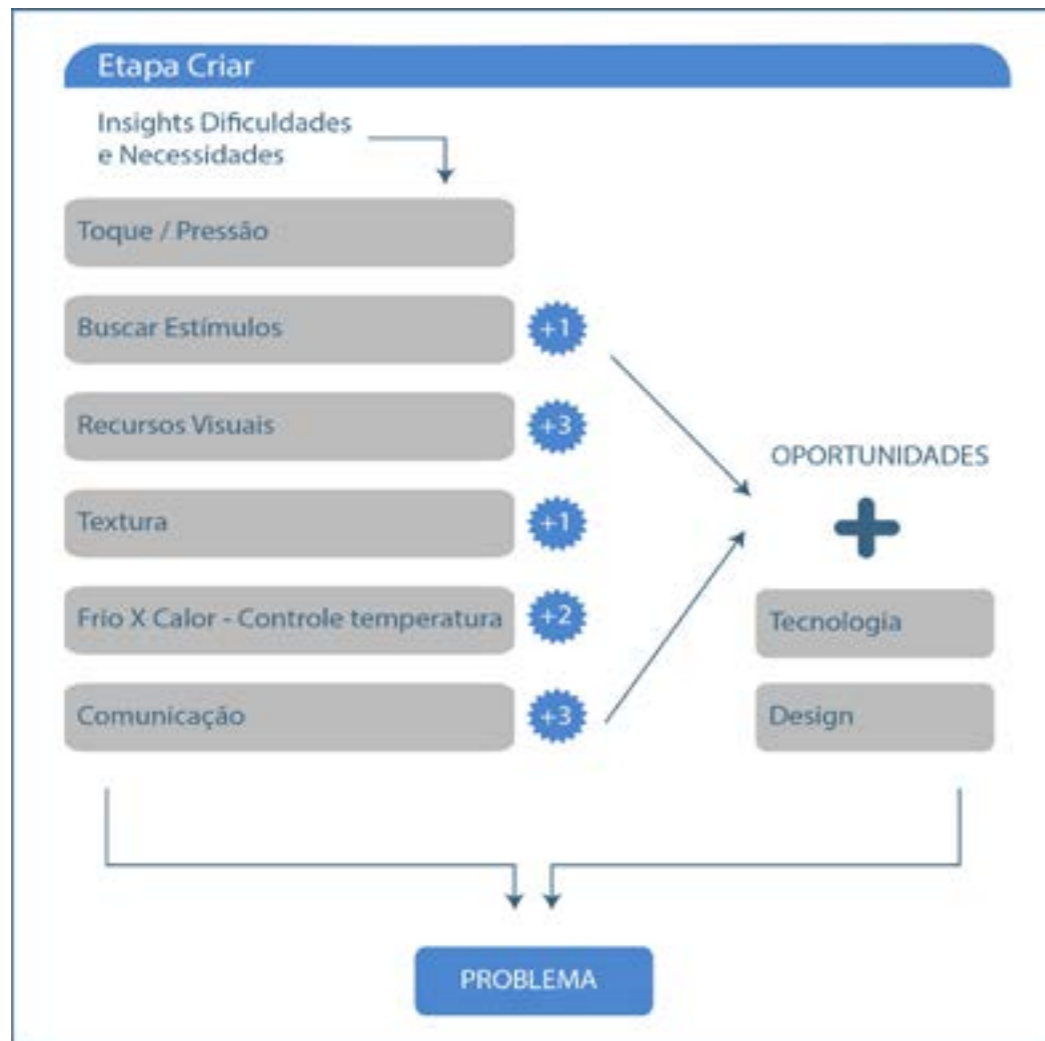 Etapa Criar
Insights Dificuldades
e Necessidades
Toque / Pressão
Buscar Estímulos
+1
Recursos Visuais
+3
OPORTUNIDADES
Textura
+1
Frio X Calor - Controle temperatura
+2
Tecnologia
Comunicação
+3
Design
PROBLEMA